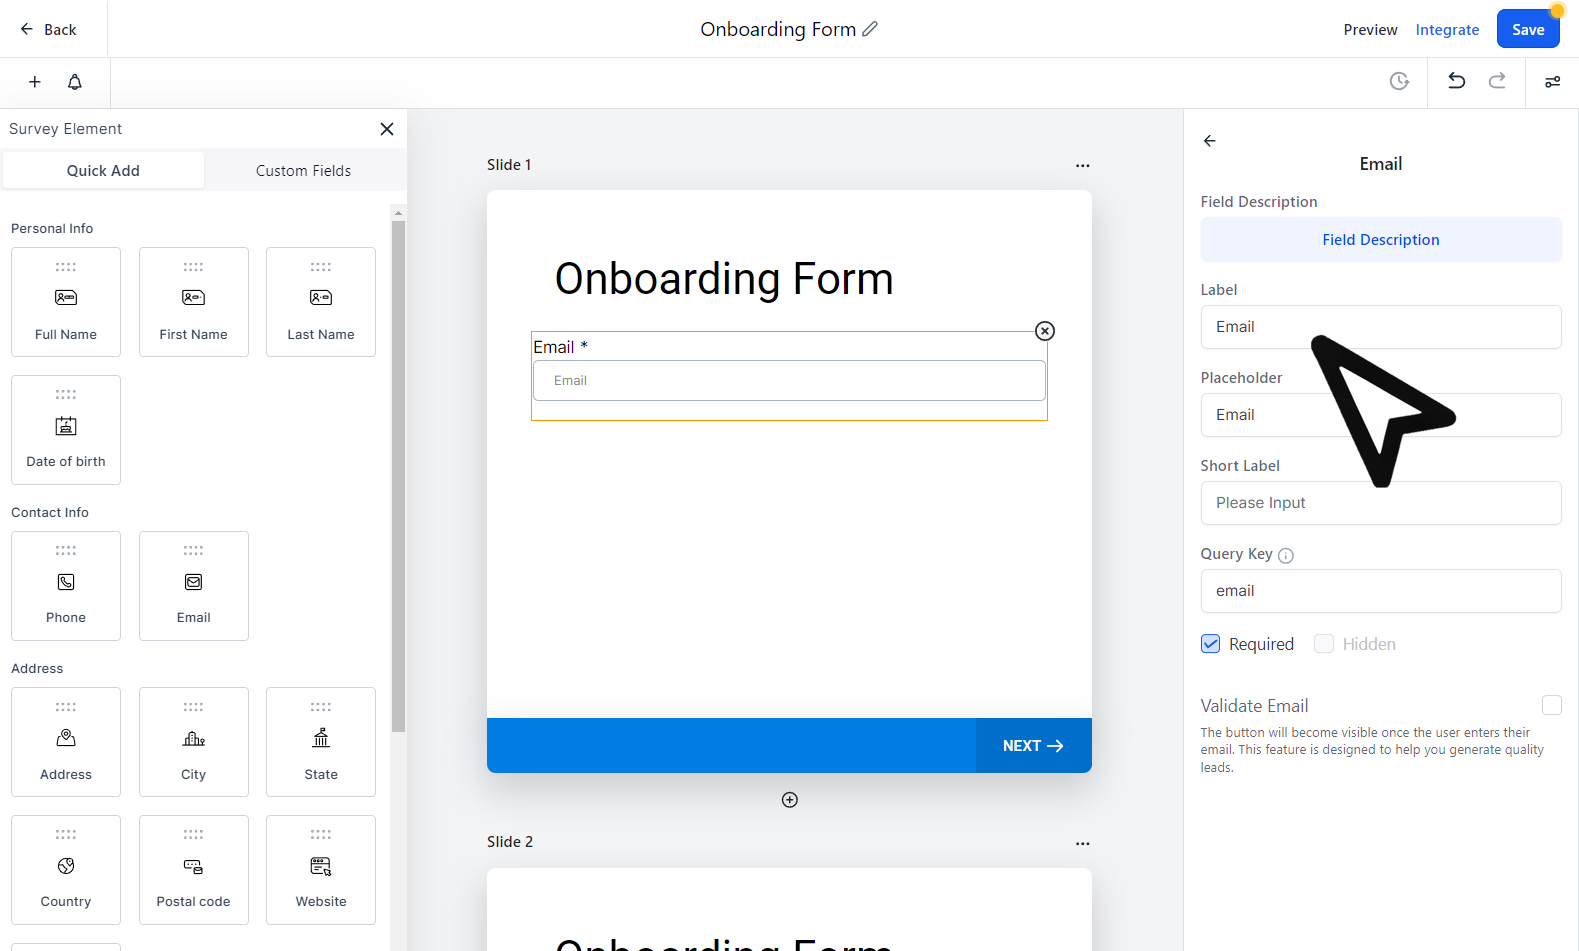 Back
Onboarding Form
Preview
Integrate
Save
Survey Element
Quick Add
Custom Fields
Personal Info
Full Name
First Name
Last Name
Date of birth
Contact Info
Phone
Email
Address
Address
City
State
Country
Postal code
Website
Slide 1
Onboarding Form
Email *
Email
NEXT
Slide 2
Onboarding Form
Email
Field Description
Field Description
Label
Email
Placeholder
Email
Short Label
Please Input
Query Key
email
Required
Hidden
Validate Email
The button will become visible once the user enters their
email. This feature is designed to help you generate quality
leads.